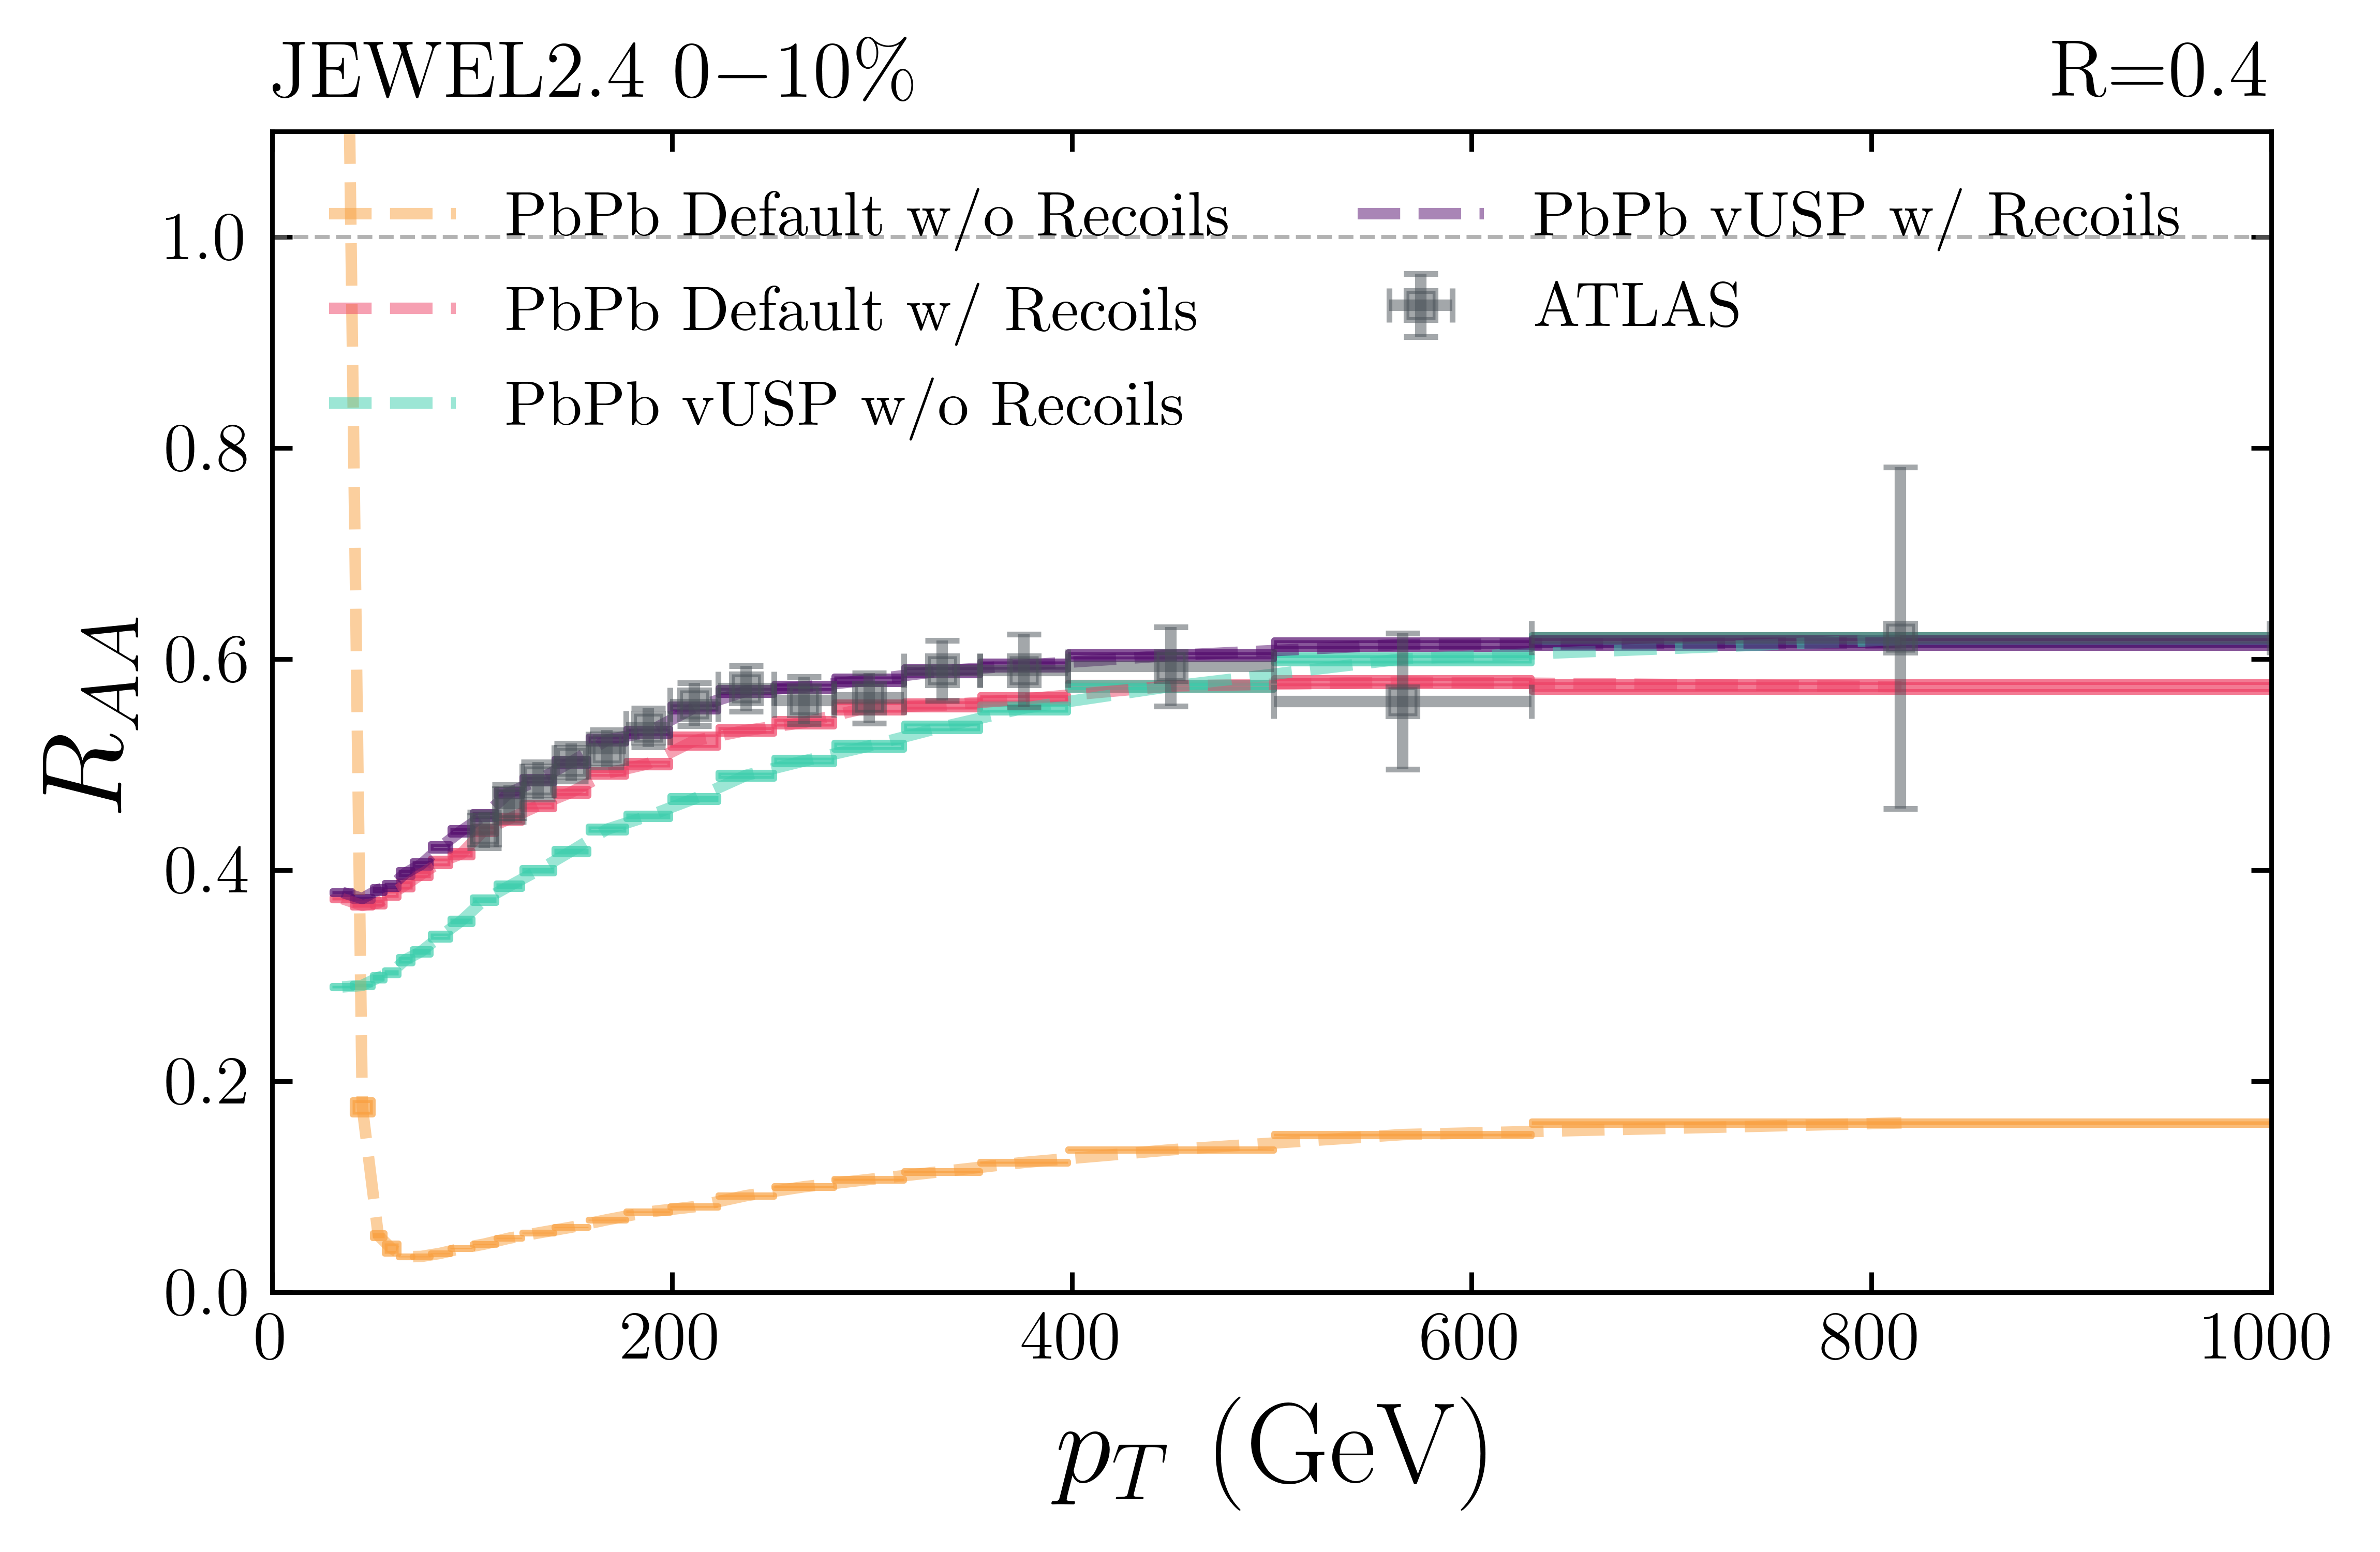 JEWEL2.4 0−10%
R=0.4
PbPb Default w/o Recoils
PbPb Default w/ Recoils
PbPb vUSP w/o Recoils
PbPb vUSP w/ Recoils
ATLAS
1.0
0.8
0.6
0.4
0.2
0.0
R_AA
0 200 400 600 800 1000
p_T (GeV)